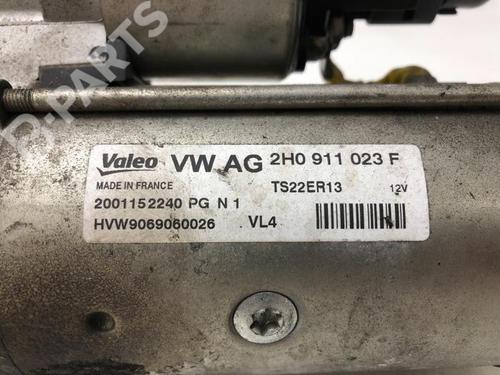 B-PARTS
Valeo VW AG 2H0 911 023 F
MADE IN FRANCE TS22ER13 12V
2001152240 PG N 1
HVW9069060026 VL4